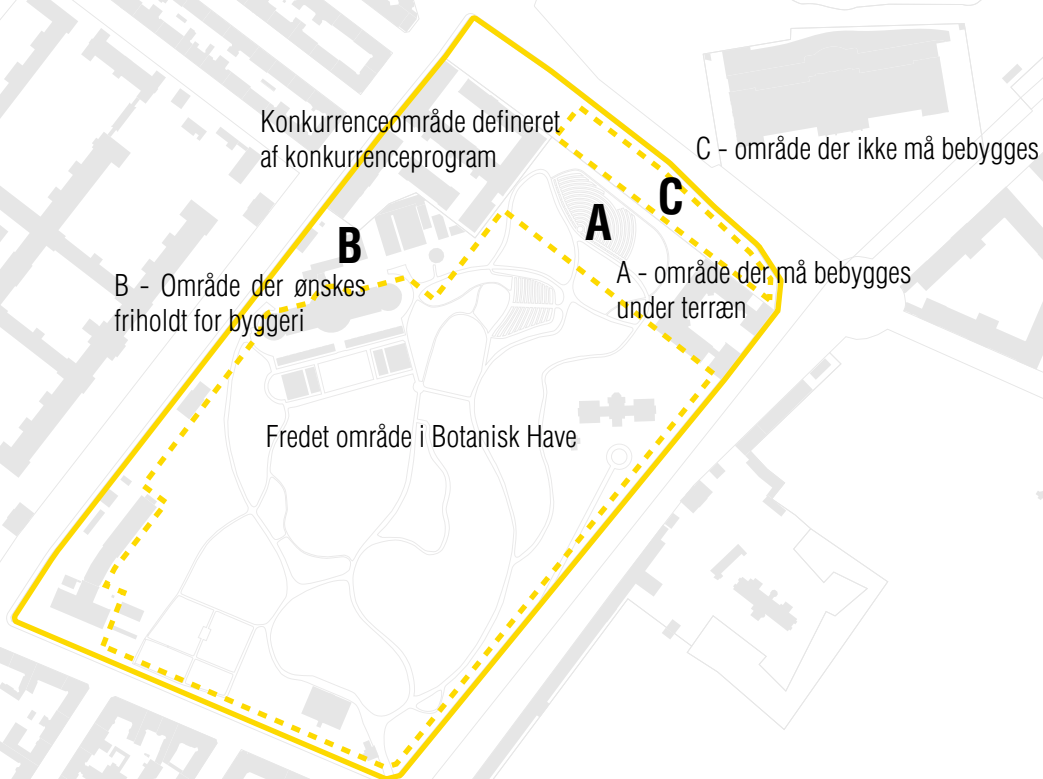 Konkurrenceområde defineret
af konkurrenceprogram
C - område der ikke må bebygges
C
A
B
A - område der må bebygges
under terræn
B - Område der ønskes
friholdt for byggeri
Fredet område i Botanisk Have